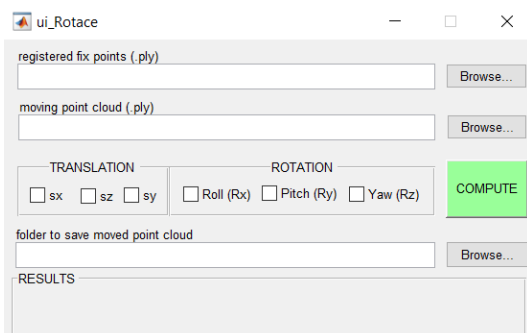 ui_Rotace
registered fix points (.ply)
Browse...
moving point cloud (.ply)
Browse...
TRANSLATION ROTATION
sx sz sy Roll (Rx) Pitch (Ry) Yaw (Rz) COMPUTE
folder to save moved point cloud
Browse...
RESULTS